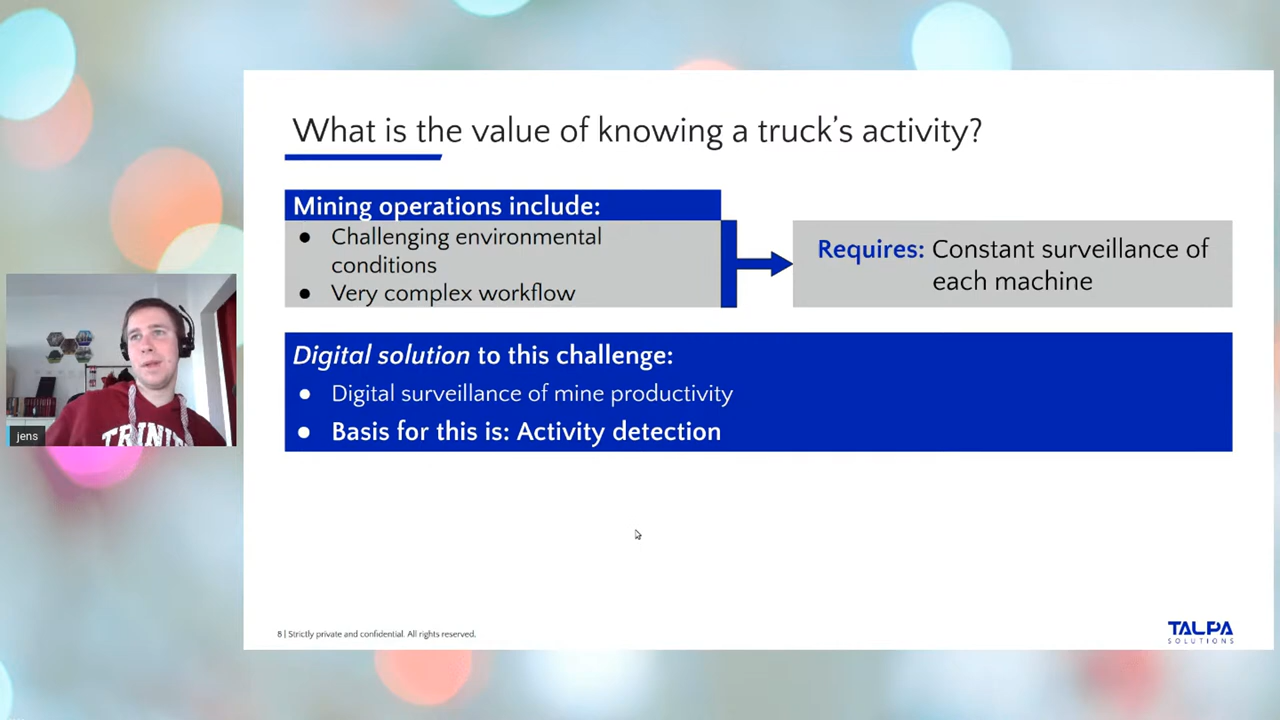 What is the value of knowing a truck's activity?
Mining operations include:
● Challenging environmental
conditions
● Very complex workflow
Requires: Constant surveillance of
each machine
Digital solution to this challenge:
● Digital surveillance of mine productivity
● Basis for this is: Activity detection
jens
TRINI
8 | Strictly private and confidential. All rights reserved.
TALPA
SOLUTIONS